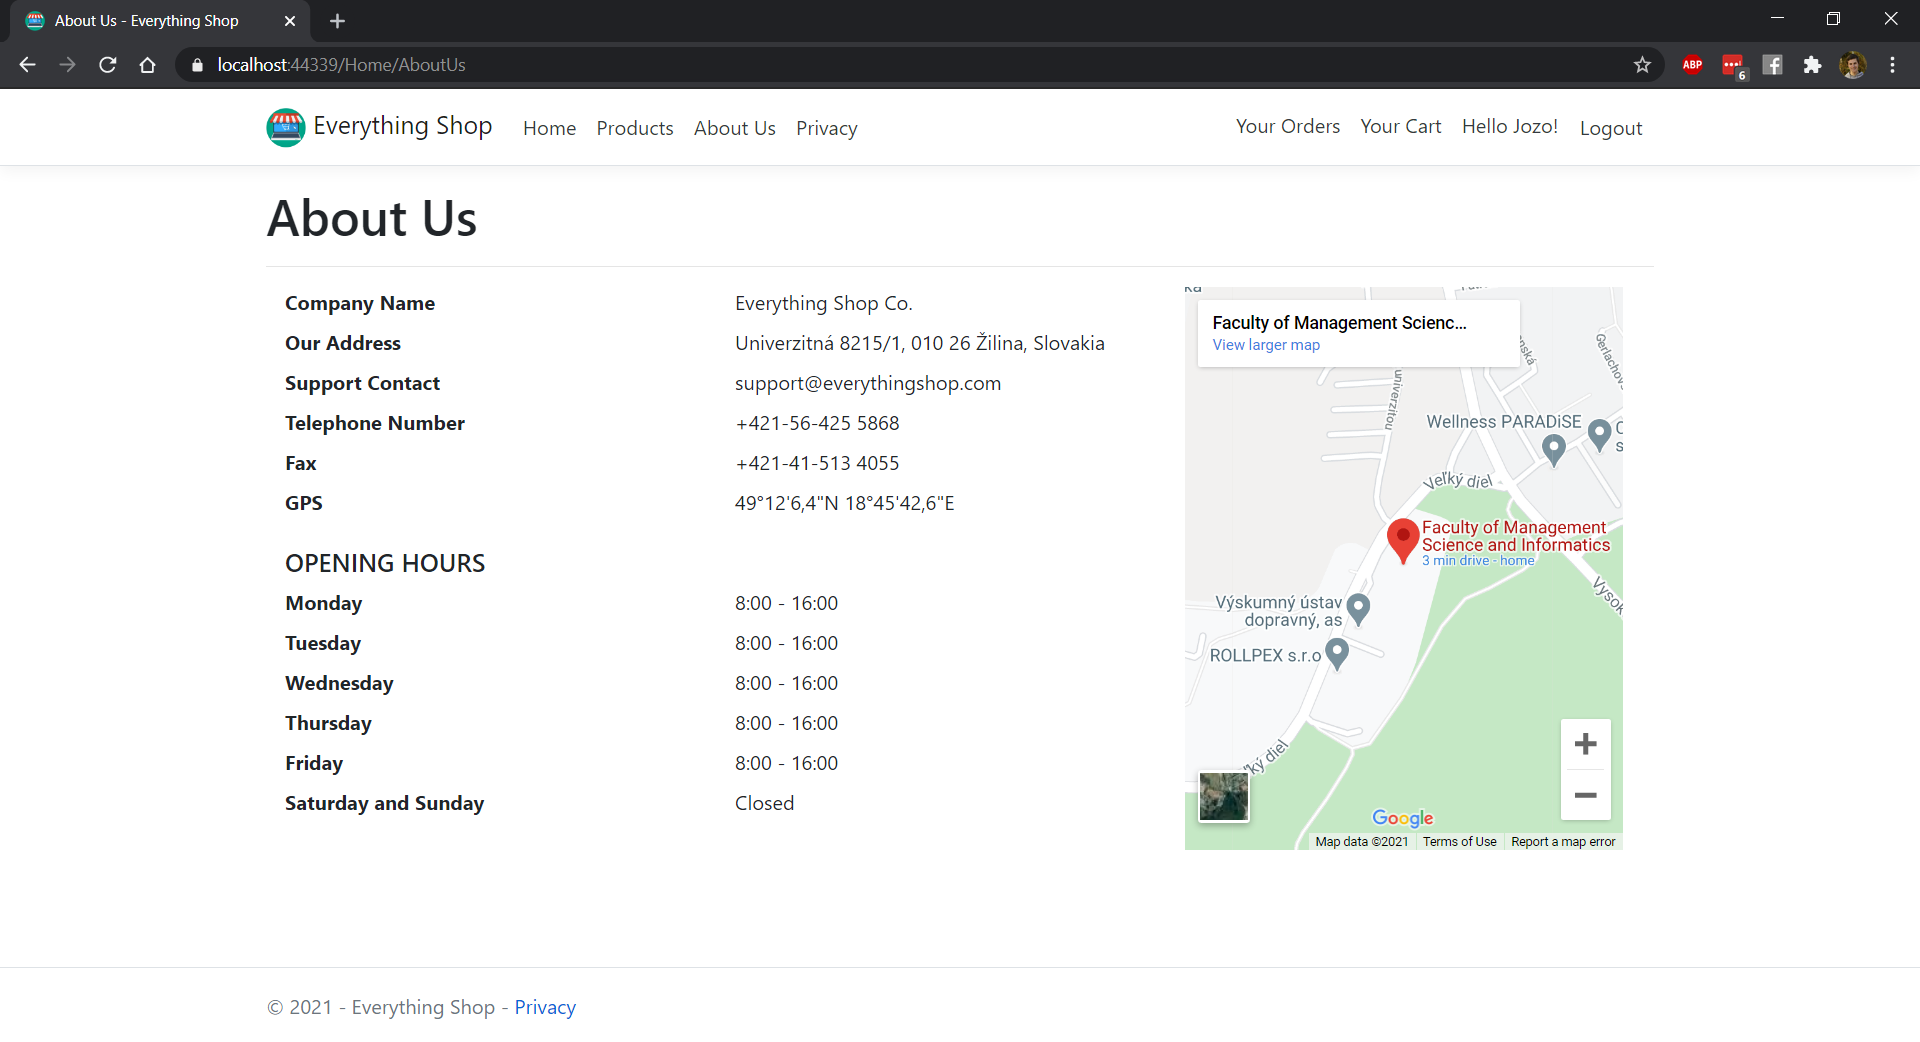 About Us - Everything Shop
localhost:44339/Home/AboutUs
ABP
6
Everything Shop
Home
Products
About Us
Privacy
Your Orders
Your Cart
Hello Jozo!
Logout
About Us
Company Name
Everything Shop Co.
Our Address
Univerzitná 8215/1, 010 26 Žilina, Slovakia
Support Contact
support@everythingshop.com
Telephone Number
+421-56-425 5868
Fax
+421-41-513 4055
GPS
49°12'6,4"N 18°45'42,6"E
OPENING HOURS
Monday
8:00 - 16:00
Tuesday
8:00 - 16:00
Wednesday
8:00 - 16:00
Thursday
8:00 - 16:00
Friday
8:00 - 16:00
Saturday and Sunday
Closed
Faculty of Management Scienc...
View larger map
Gerlachov
univerzitou
Wellness PARADiSE
Veľký diel
Faculty of Management
Science and Informatics
3 min drive - home
Vysok
Výskumný ústav
dopravný, as
ROLLPEX s.r.o
ľký diel
Google
Map data ©2021
Terms of Use
Report a map error
© 2021 - Everything Shop - Privacy